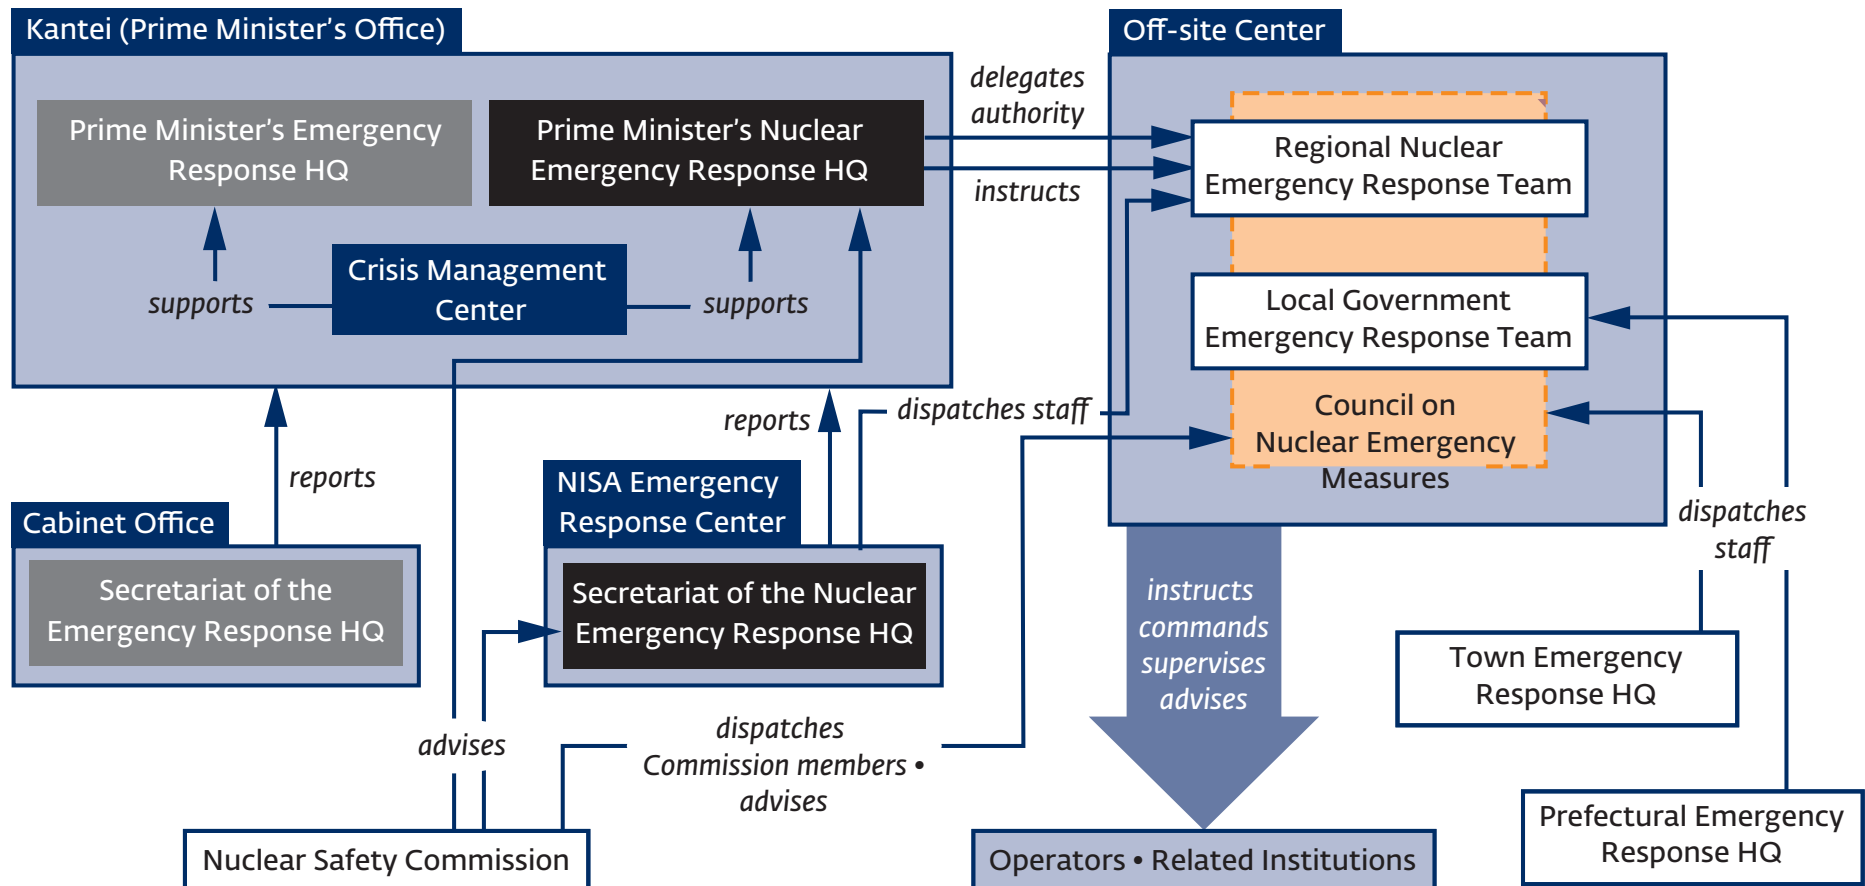 Kantei (Prime Minister’s Office)
Prime Minister’s Emergency
Response HQ
Prime Minister’s Nuclear
Emergency Response HQ
Crisis Management
Center
supports
supports
delegates
authority
instructs
Off-site Center
Regional Nuclear
Emergency Response Team
Local Government
Emergency Response Team
Council on
Nuclear Emergency
Measures
reports
reports
dispatches staff
Cabinet Office
Secretariat of the
Emergency Response HQ
NISA Emergency
Response Center
Secretariat of the Nuclear
Emergency Response HQ
instructs
commands
supervises
advises
dispatches
staff
Town Emergency
Response HQ
advises
dispatches
Commission members •
advises
Nuclear Safety Commission
Operators • Related Institutions
Prefectural Emergency
Response HQ